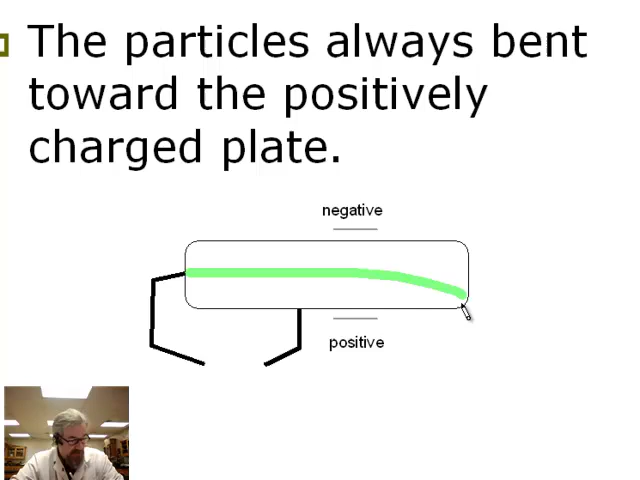 The particles always bent
toward the positively
charged plate.
negative
positive